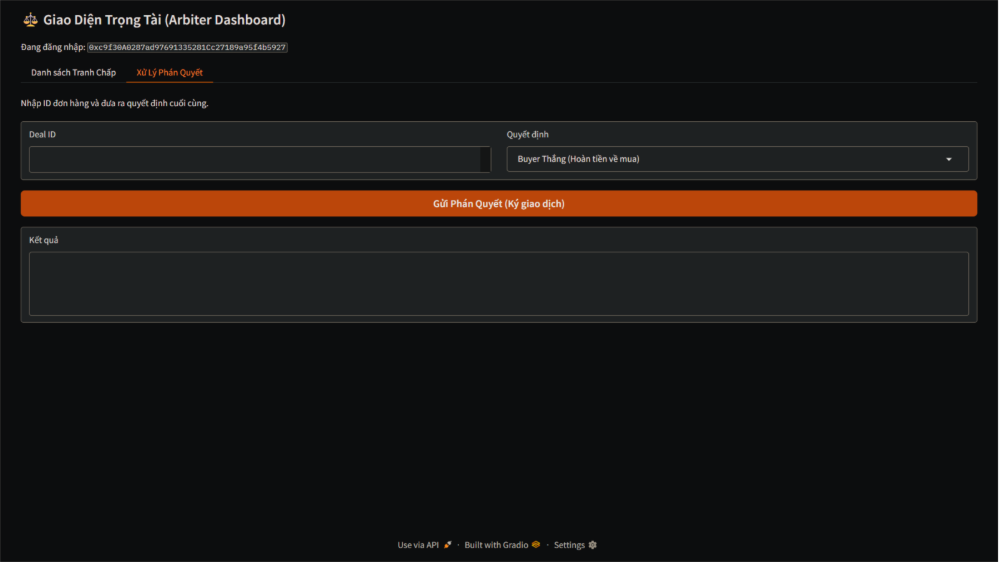 Giao Diện Trọng Tài (Arbiter Dashboard)
Đang đăng nhập: 0xc9f30A0287ad97691335281Cc27189a95f4b5927
Danh sách Tranh Chấp Xử Lý Phán Quyết
Nhập ID đơn hàng và đưa ra quyết định cuối cùng.
Deal ID Quyết định
Buyer Thắng (Hoàn tiền về mua)
Gửi Phán Quyết (Ký giao dịch)
Kết quả
Use via API · Built with Gradio · Settings